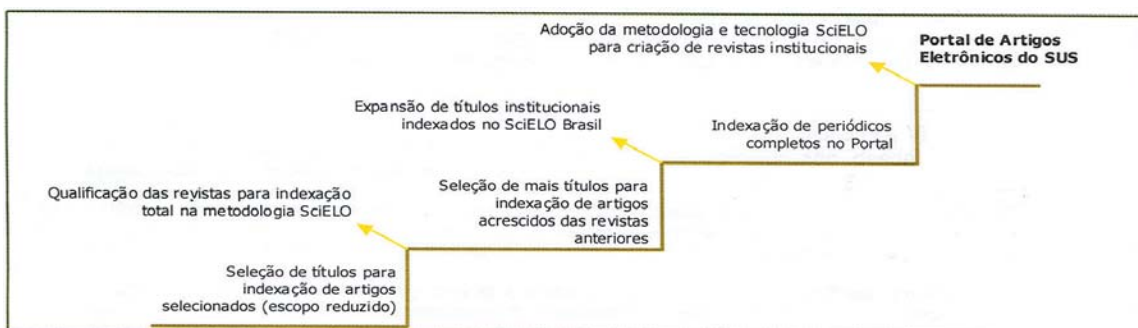 Adoção da metodologia e tecnologia SciELO
para criação de revistas institucionais
Portal de Artigos
Eletrônicos do SUS
Expansão de títulos institucionais
indexados no SciELO Brasil
Indexação de periódicos
completos no Portal
Qualificação das revistas para indexação
total na metodologia SciELO
Seleção de mais títulos para
indexação de artigos
acrescidos das revistas
anteriores
Seleção de títulos para
indexação de artigos
selecionados (escopo reduzido)